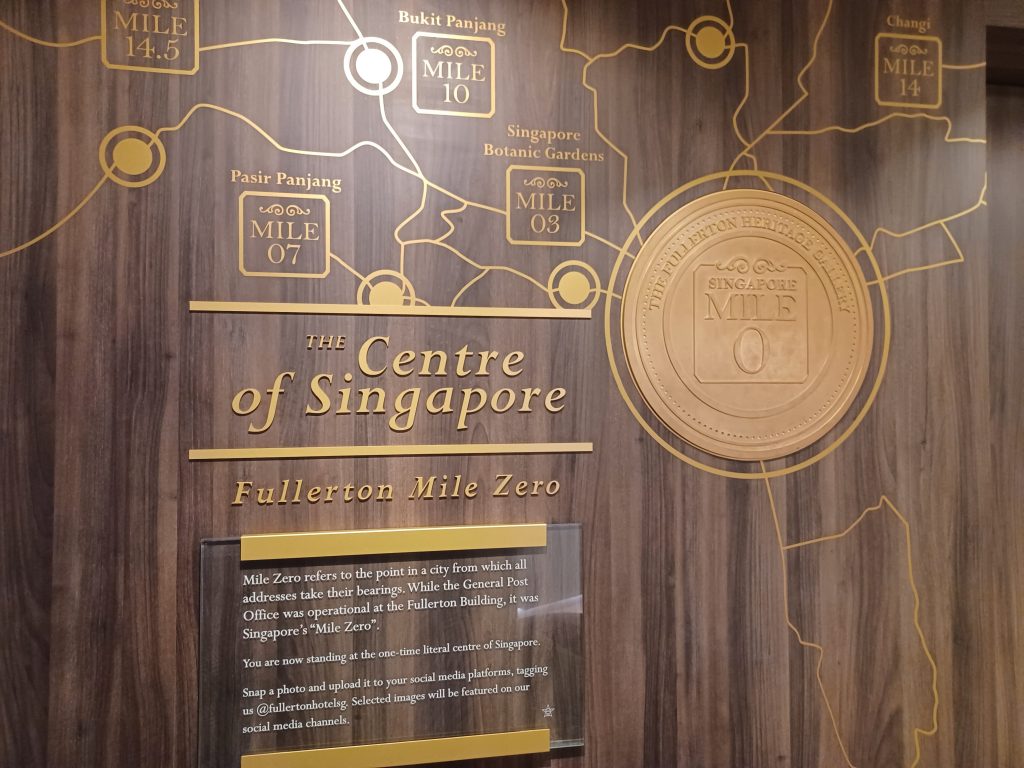 MILE
14.5
Bukit Panjang
MILE
10
Changi
MILE
14
Singapore
Botanic Gardens
MILE
03
Pasir Panjang
MILE
07
THE FULLERTON HERITAGE GALLERY
SINGAPORE
MILE
0
THE Centre
of Singapore
Fullerton Mile Zero
Mile Zero refers to the point in a city from which all
addresses take their bearings. While the General Post
Office was operational at the Fullerton Building, it was
Singapore's “Mile Zero”.
You are now standing at the one-time literal centre of Singapore.
Snap a photo and upload it to your social media platforms, tagging
us @fullertonhotelsg. Selected images will be featured on our
social media channels.